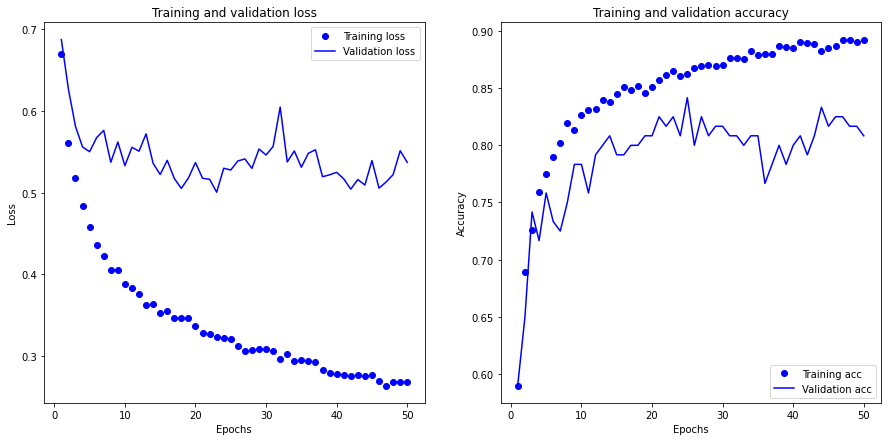 Training and validation loss
Training loss
Validation loss
0.7
0.6
0.5
0.4
0.3
Loss
0
10
20
30
40
50
Epochs
Training and validation accuracy
0.90
0.85
0.80
0.75
0.70
0.65
0.60
Accuracy
Training acc
Validation acc
0
10
20
30
40
50
Epochs